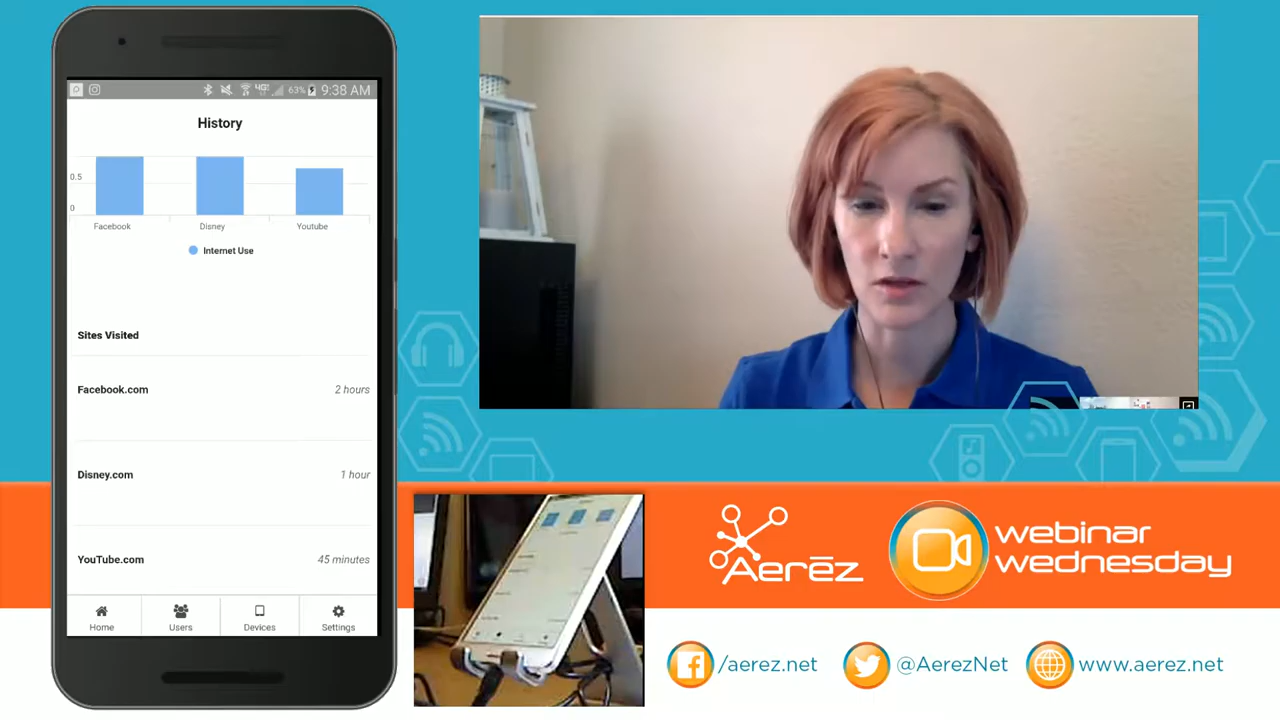 4G
63%
9:38 AM
History
0.5
0
Facebook
Disney
Youtube
Internet Use
Sites Visited
Facebook.com
2 hours
Disney.com
1 hour
YouTube.com
45 minutes
Home
Users
Devices
Settings
Aerēz
webinar
wednesday
/aerez.net
@AerezNet
www.aerez.net